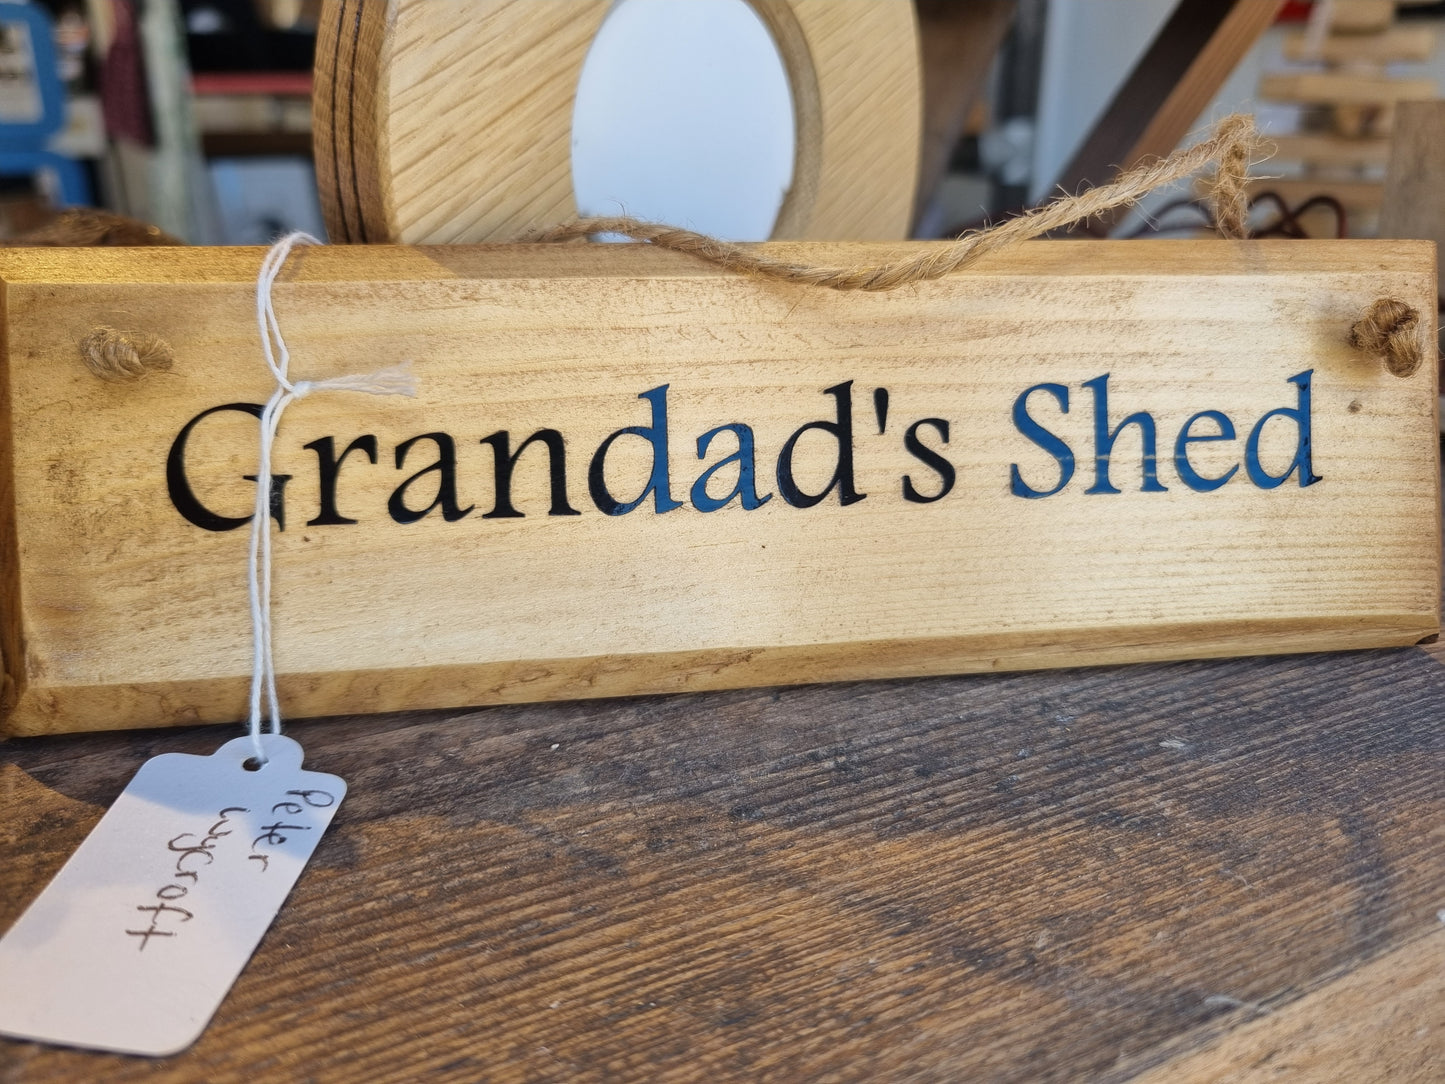 Grandad's Shed
Peter
Wycroft